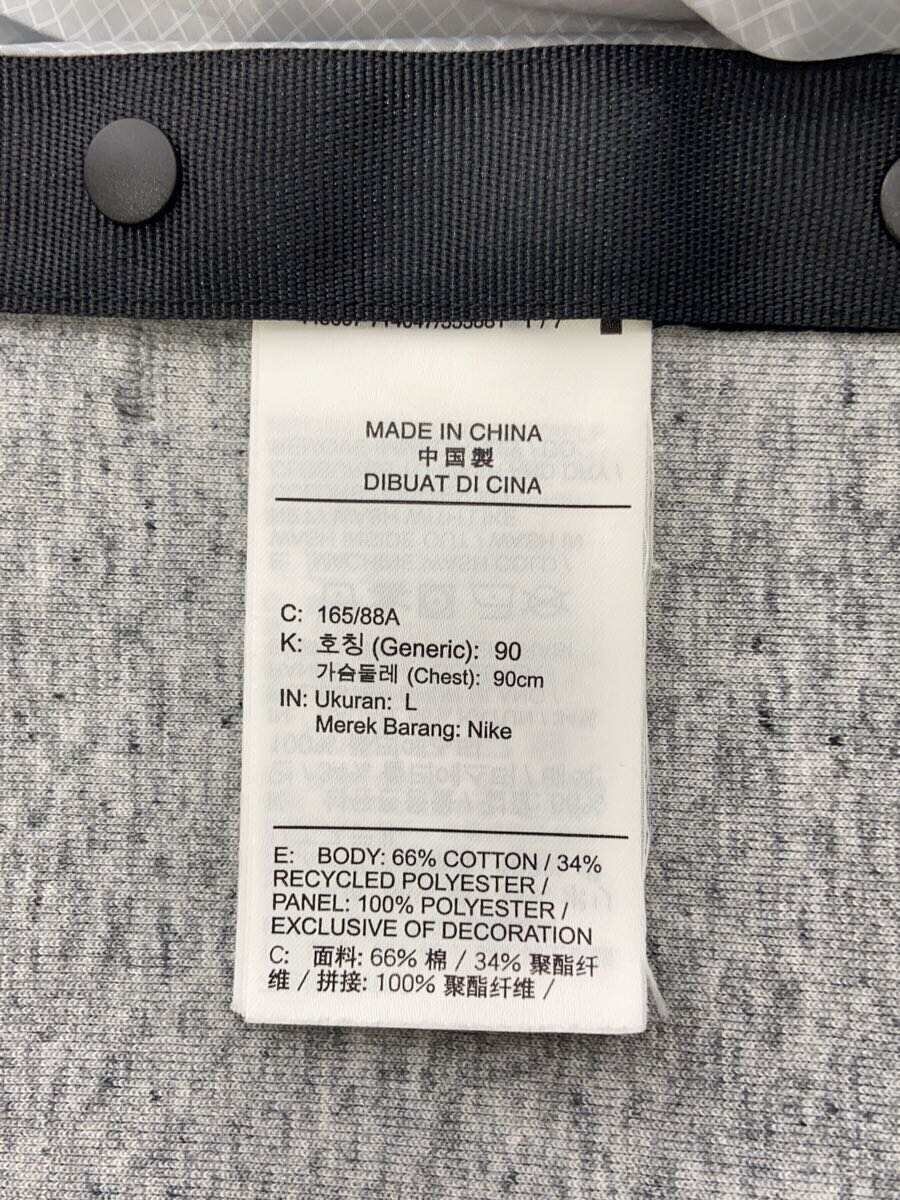 MADE IN CHINA
中国製
DIBUAT DI CINA
C: 165/88A
K: 호칭 (Generic): 90
가슴둘레 (Chest): 90cm
IN: Ukuran: L
Merek Barang: Nike
E: BODY: 66% COTTON / 34%
RECYCLED POLYESTER /
PANEL: 100% POLYESTER /
EXCLUSIVE OF DECORATION
C: 面料: 66% 棉 / 34% 聚酯纤
维 / 拼接: 100% 聚酯纤维 /